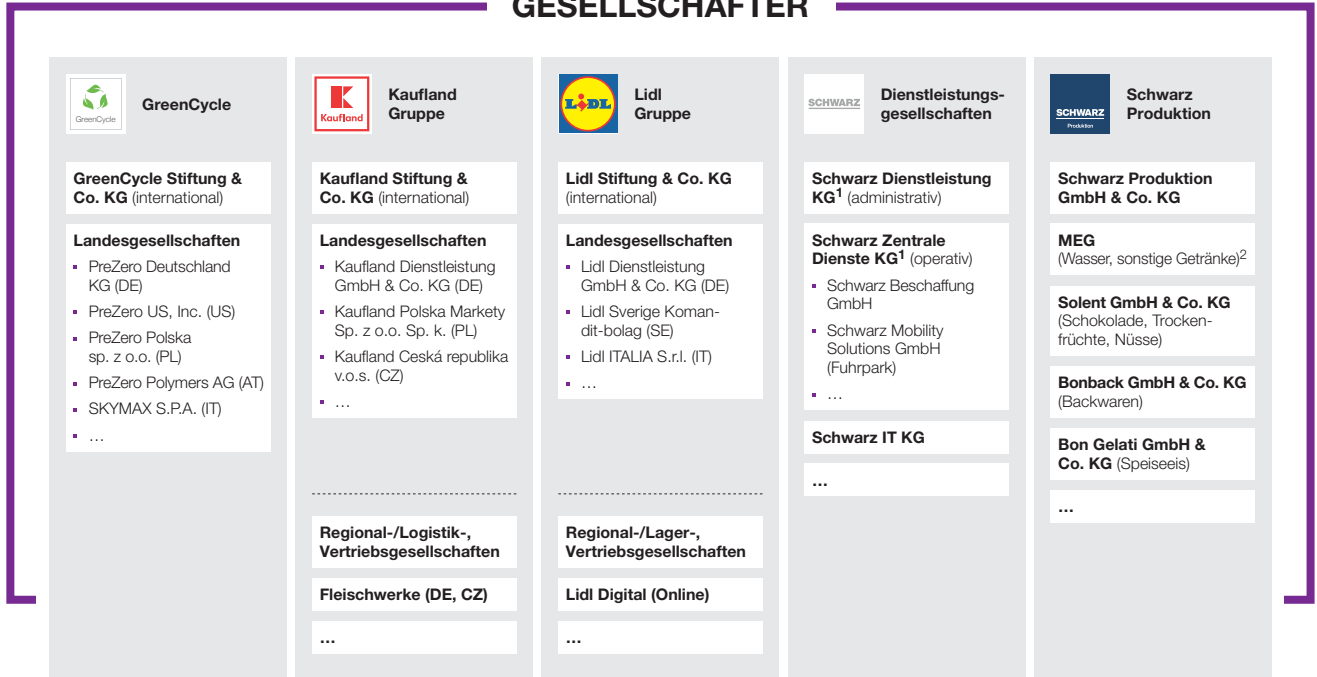 GESELLSCHAFTER
GreenCycle
GreenCycle
GreenCycle Stiftung &
Co. KG (international)
Landesgesellschaften
▪ PreZero Deutschland
KG (DE)
▪ PreZero US, Inc. (US)
▪ PreZero Polska
sp. z o.o. (PL)
▪ PreZero Polymers AG (AT)
▪ SKYMAX S.P.A. (IT)
▪ …
Kaufland
Kaufland
Gruppe
Kaufland Stiftung &
Co. KG (international)
Landesgesellschaften
▪ Kaufland Dienstleistung
GmbH & Co. KG (DE)
▪ Kaufland Polska Markety
Sp. z o.o. Sp. k. (PL)
▪ Kaufland Ceská republika
v.o.s. (CZ)
▪ …
Regional-/Logistik-,
Vertriebsgesellschaften
Fleischwerke (DE, CZ)
…
LIDL
Lidl
Gruppe
Lidl Stiftung & Co. KG
(international)
Landesgesellschaften
▪ Lidl Dienstleistung
GmbH & Co. KG (DE)
▪ Lidl Sverige Koman-
dit-bolag (SE)
▪ Lidl ITALIA S.r.l. (IT)
▪ …
Regional-/Lager-,
Vertriebsgesellschaften
Lidl Digital (Online)
…
SCHWARZ
Dienstleistungs-
gesellschaften
Schwarz Dienstleistung
KG¹ (administrativ)
Schwarz Zentrale
Dienste KG¹ (operativ)
▪ Schwarz Beschaffung
GmbH
▪ Schwarz Mobility
Solutions GmbH
(Fuhrpark)
▪ …
Schwarz IT KG
…
SCHWARZ
Produktion
Schwarz
Produktion
Schwarz Produktion
GmbH & Co. KG
MEG
(Wasser, sonstige Getränke)²
Solent GmbH & Co. KG
(Schokolade, Trocken-
früchte, Nüsse)
Bonback GmbH & Co. KG
(Backwaren)
Bon Gelati GmbH &
Co. KG (Speiseeis)
…